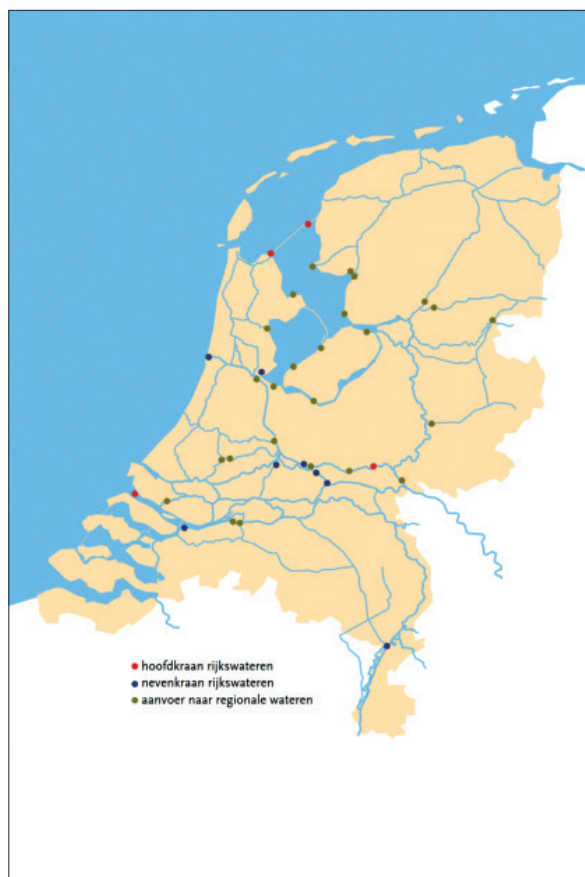 hoofdkraan rijkswateren
nevenkraan rijkswateren
aanvoer naar regionale wateren